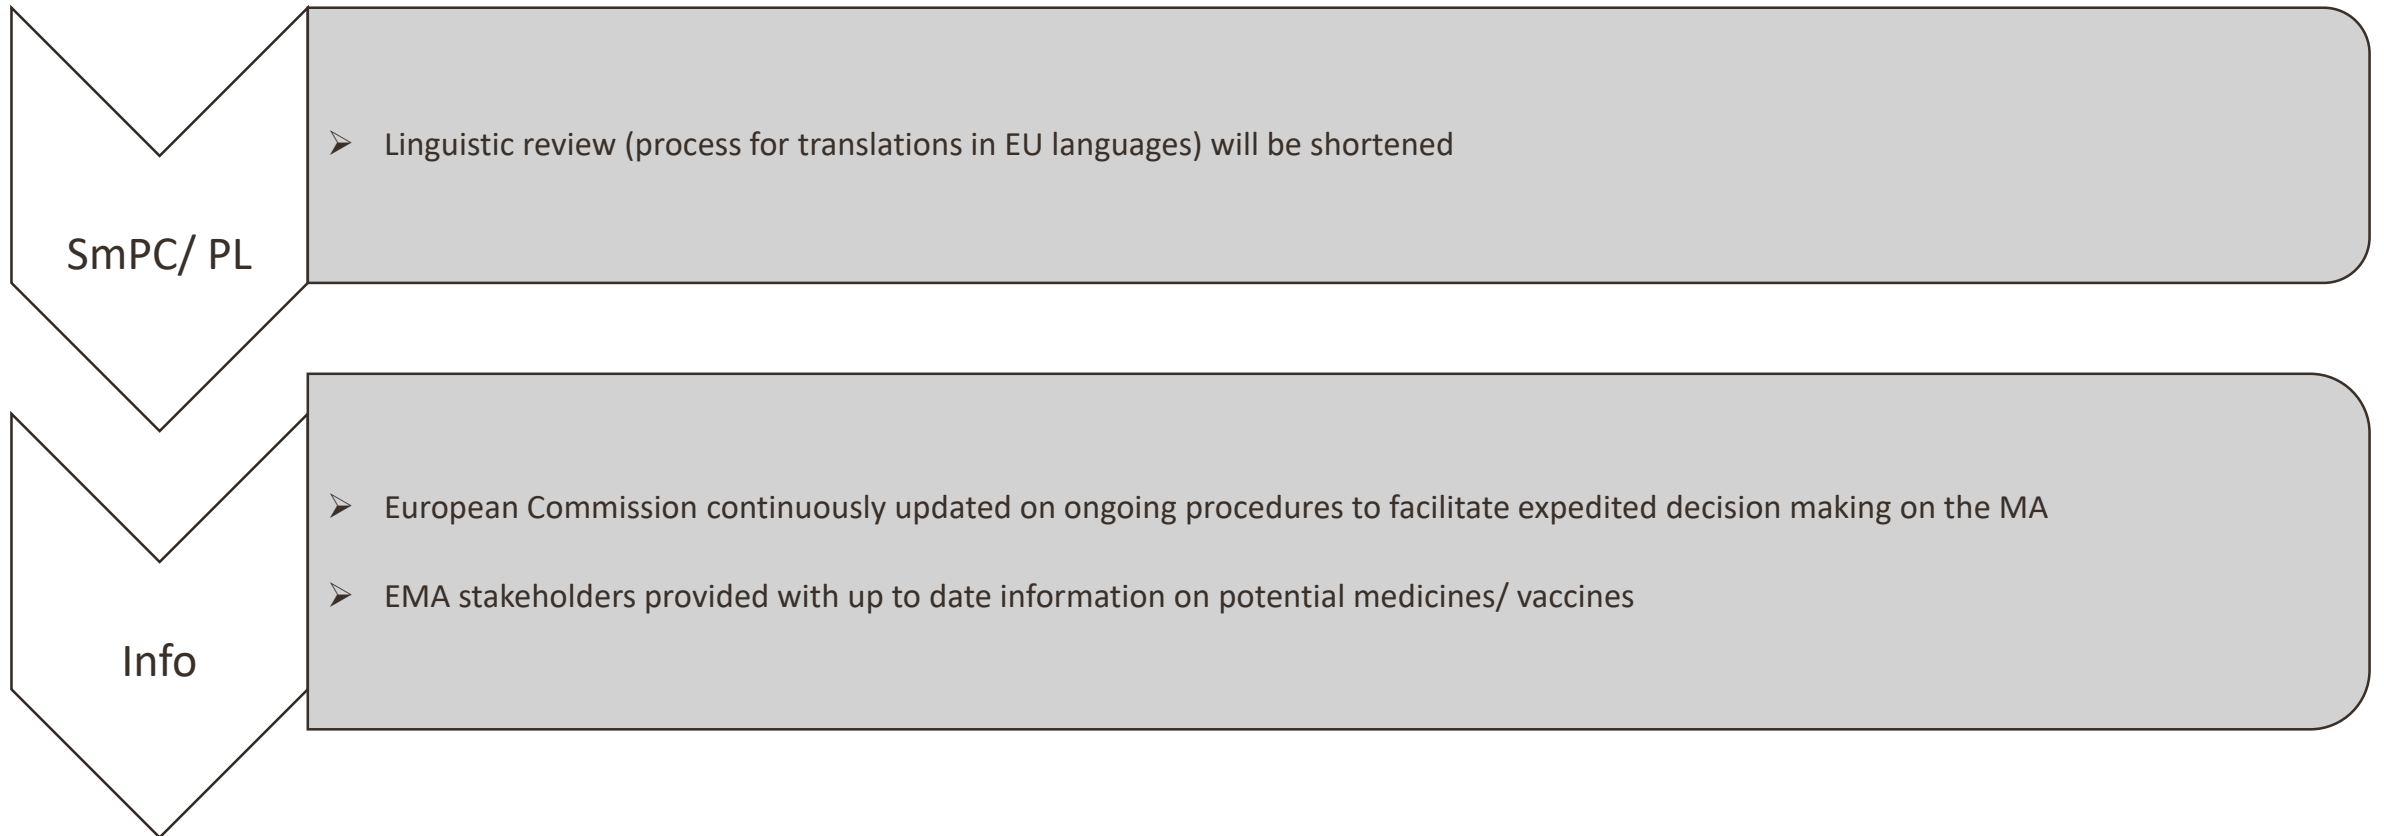 SmPC/ PL
➢ Linguistic review (process for translations in EU languages) will be shortened
Info
➢ European Commission continuously updated on ongoing procedures to facilitate expedited decision making on the MA
➢ EMA stakeholders provided with up to date information on potential medicines/ vaccines